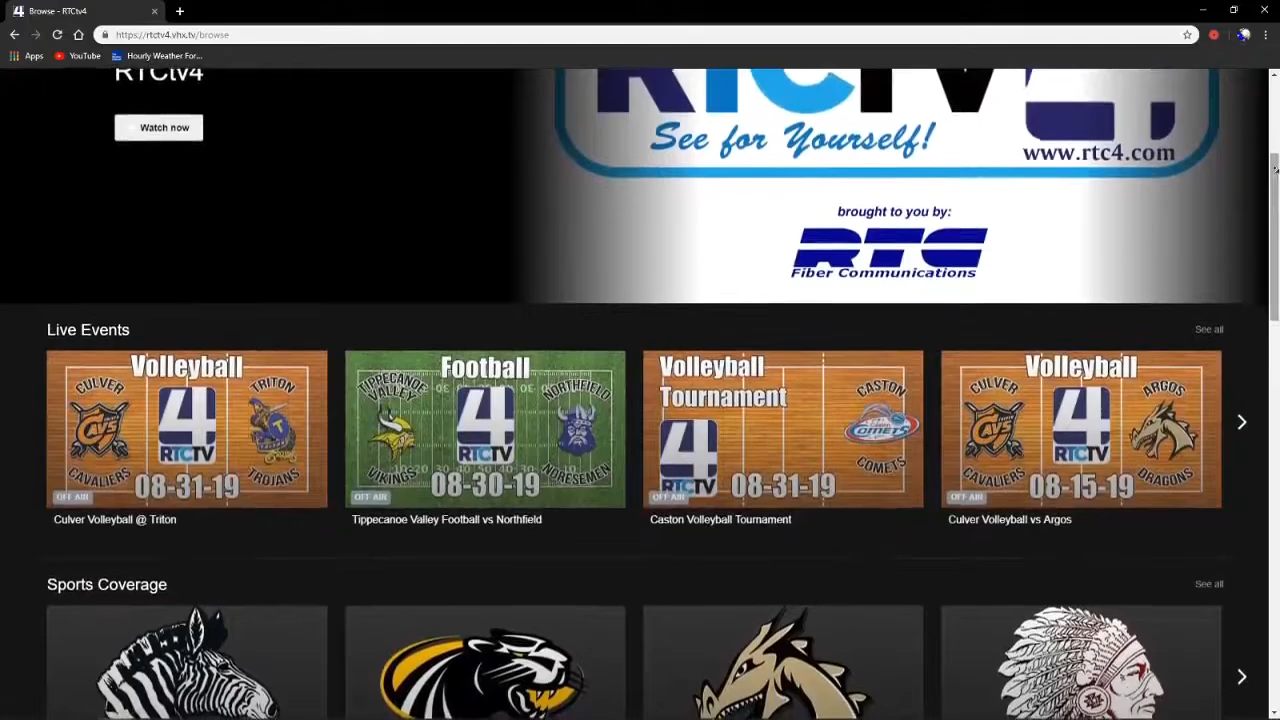 Browse - RTCtv4
https://rtctv4.vhx.tv/browse
Apps YouTube Hourly Weather For...
RTCtv4
Watch now
RTCTV4
See for Yourself!
www.rtc4.com
brought to you by:
RTC
Fiber Communications
Live Events
See all
Volleyball
CULVER
CAVS
CAVALIERS
4
RTCTV
TRITON
T
TROJANS
08-31-19
OFF AIR
Culver Volleyball @ Triton
Football
TIPPECANOE VALLEY
VIKINGS
4
RTCTV
NORTHFIELD
NORSEMEN
08-30-19
OFF AIR
Tippecanoe Valley Football vs Northfield
Volleyball
Tournament
4
RTCTV
CASTON
COMETS
COMETS
08-31-19
OFF AIR
Caston Volleyball Tournament
Volleyball
CULVER
CAVS
CAVALIERS
4
RTCTV
ARGOS
DRAGONS
08-15-19
OFF AIR
Culver Volleyball vs Argos
Sports Coverage
See all